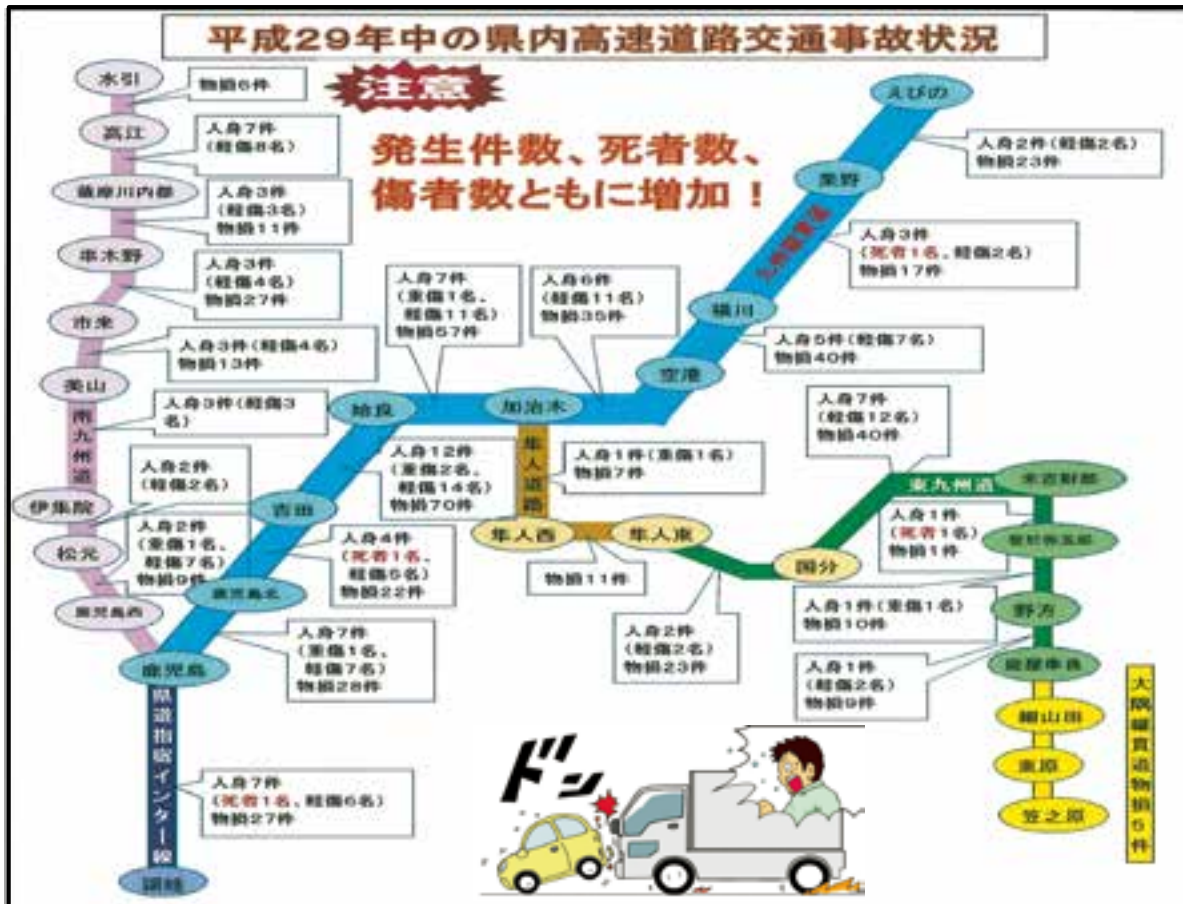 平成29年中の県内高速道路交通事故状況
注意
発生件数、死者数、
傷者数ともに増加！
水引
物損6件
高江
人身7件
(軽傷8名)
薩摩川内都
人身3件
(軽傷3名)
物損11件
串木野
人身3件
(軽傷4名)
物損27件
市来
人身3件(軽傷4名)
物損13件
美山
人身3件(軽傷3
名)
南九州道
伊集院
人身2件
(軽傷2名)
松元
人身2件
(重傷1名、
軽傷7名)
物損9件
鹿児島西
鹿児島
えびの
人身2件(軽傷2名)
物損23件
栗野
九州縦貫道
人身3件
(死者1名、軽傷2名)
物損17件
横川
人身5件(軽傷7名)
物損40件
空港
人身6件
(軽傷11名)
物損35件
加治木
人身7件
(重傷1名、
軽傷11名)
物損57件
姶良
人身12件
(重傷2名、
軽傷14名)
物損70件
吉田
人身4件
(死者1名、
軽傷5名)
物損22件
鹿児島北
人身7件
(重傷1名、
軽傷7名)
物損28件
隼人道路
人身1件(重傷1名)
物損7件
隼人西
物損11件
隼人東
人身2件
(軽傷2名)
物損23件
国分
人身7件
(軽傷12名)
物損40件
東九州道
末吉財部
人身1件
(死者1名)
物損1件
曽於弥五郎
人身1件(重傷1名)
物損10件
野方
人身1件
(軽傷2名)
物損9件
鹿屋串良
細山田
東原
笠之原
大隅縦貫道物損5件
県道指宿インター線
人身7件
(死者1名、軽傷6名)
物損27件
頴娃
ドン